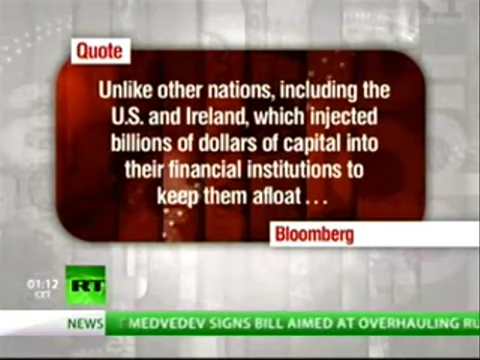 Quote
Unlike other nations, including the
U.S. and Ireland, which injected
billions of dollars of capital into
their financial institutions to
keep them afloat...
Bloomberg
01:12
CET
RT
NEWS
T MEDVEDEV SIGNS BILL AIMED AT OVERHAULING RU